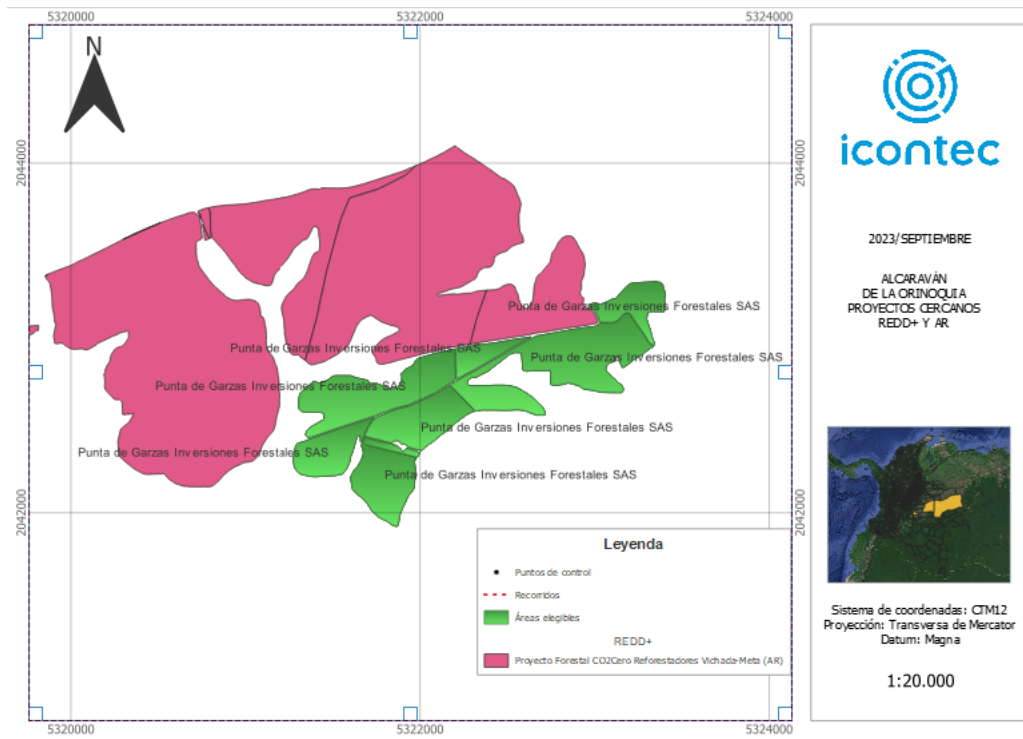 5320000
5322000
5324000
N
2044000
2044000
Punta de Garzas Inversiones Forestales SAS
Punta de Garzas Inversiones Forestales SAS
Punta de Garzas Inversiones Forestales SAS
Punta de Garzas Inversiones Forestales SAS
Punta de Garzas Inversiones Forestales SAS
Punta de Garzas Inversiones Forestales SAS
Punta de Garzas Inversiones Forestales SAS
2042000
2042000
Leyenda
Puntos de control
Recorridos
Áreas elegibles
REDD+
Proyecto Forestal CO2Cero Reforestadores Vichada-Meta (AR)
5320000
5322000
5324000
icontec
2023/SEPTIEMBRE
ALCARAVÁN
DE LA ORINOQUIA
PROYECTOS CERCANOS
REDD+ Y AR
Sistema de coordenadas: CTM12
Proyección: Transversa de Mercator
Datum: Magna
1:20.000